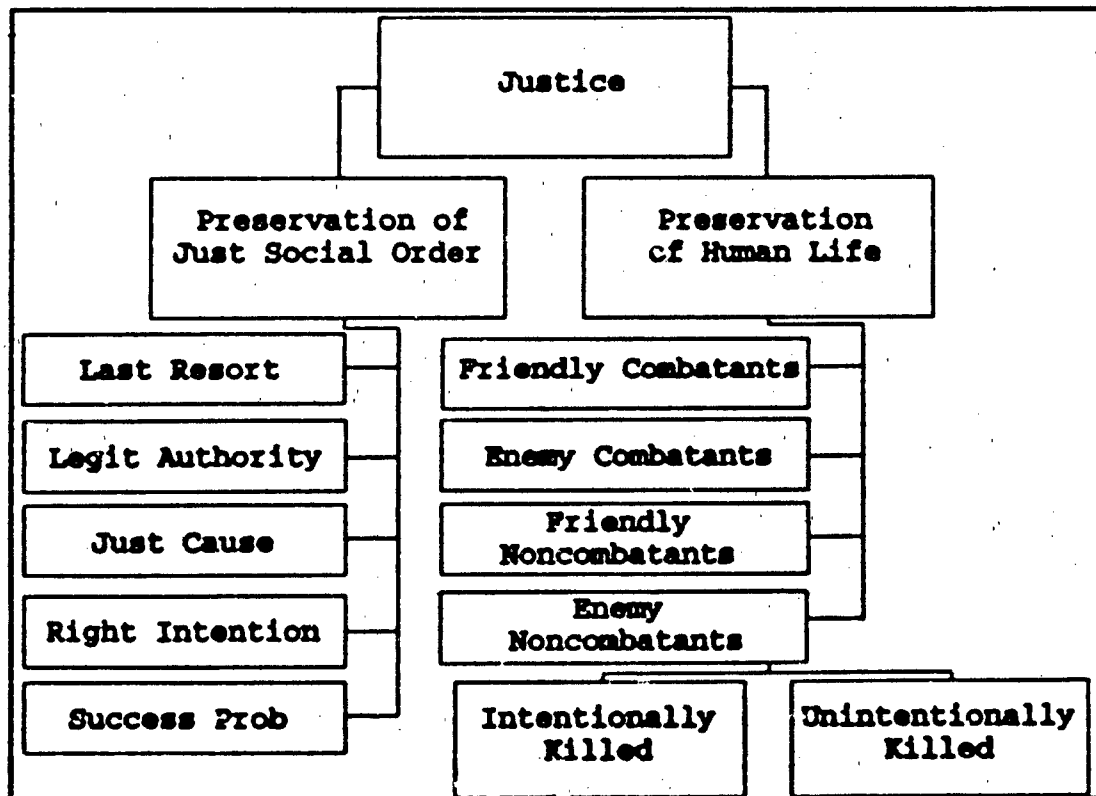 Justice
Preservation of
Just Social Order
Preservation
of Human Life
Last Resort
Legit Authority
Just Cause
Right Intention
Success Prob
Friendly Combatants
Enemy Combatants
Friendly
Noncombatants
Enemy
Noncombatants
Intentionally
Killed
Unintentionally
Killed